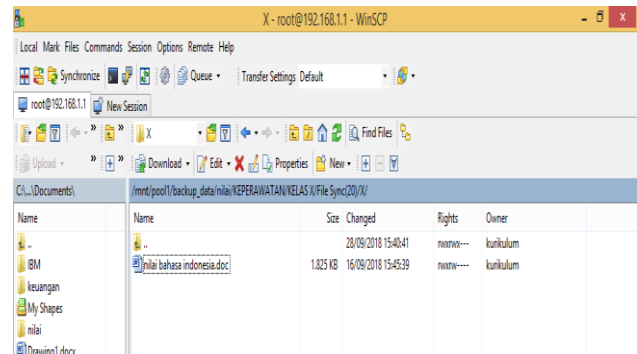 X - root@192.168.1.1 - WinSCP
Local Mark Files Commands Session Options Remote Help
Synchronize Queue Transfer Settings Default
root@192.168.1.1 New Session
X Find Files
Upload Download Edit Properties New
C:\...\Documents\ /mnt/pool1/backup_data/nilai/KEPERAWATAN/KELAS X/File Sync(20)/X/
Name Name Size Changed Rights Owner
.. .. 28/09/2018 15:40:41 rwxrwx--- kurikulum
IBM nilai bahasa indonesia.doc 1.825 KB 16/09/2018 15:45:39 rwxrw---- kurikulum
keuangan
My Shapes
nilai
Drawing1.docx